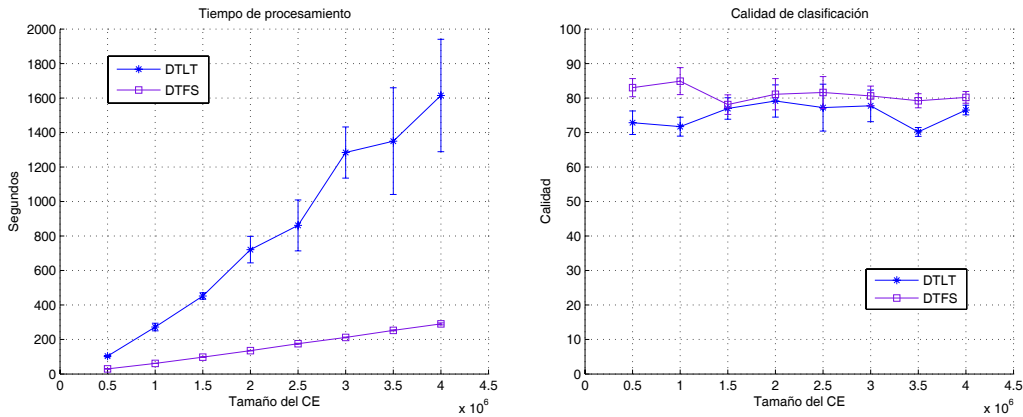 Tiempo de procesamiento
2000
1800
1600
1400
1200
1000
800
600
400
200
0
Segundos
DTLT
DTFS
0 0.5 1 1.5 2 2.5 3 3.5 4 4.5
Tamaño del CE
x 10^6
Calidad de clasificación
100
90
80
70
60
50
40
30
20
10
0
Calidad
DTLT
DTFS
0 0.5 1 1.5 2 2.5 3 3.5 4 4.5
Tamaño del CE
x 10^6